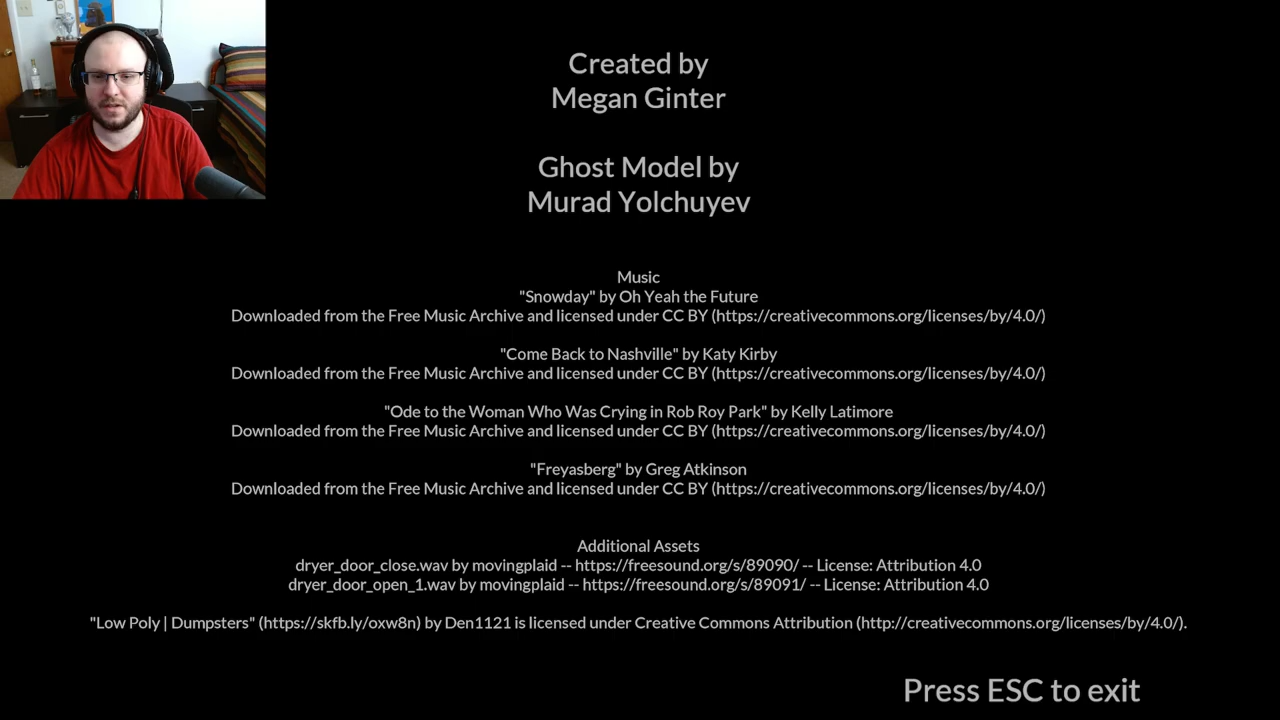 Created by
Megan Ginter
Ghost Model by
Murad Yolchuyev
Music
"Snowday" by Oh Yeah the Future
Downloaded from the Free Music Archive and licensed under CC BY (https://creativecommons.org/licenses/by/4.0/)
"Come Back to Nashville" by Katy Kirby
Downloaded from the Free Music Archive and licensed under CC BY (https://creativecommons.org/licenses/by/4.0/)
"Ode to the Woman Who Was Crying in Rob Roy Park" by Kelly Latimore
Downloaded from the Free Music Archive and licensed under CC BY (https://creativecommons.org/licenses/by/4.0/)
"Freyasberg" by Greg Atkinson
Downloaded from the Free Music Archive and licensed under CC BY (https://creativecommons.org/licenses/by/4.0/)
Additional Assets
dryer_door_close.wav by movingplaid -- https://freesound.org/s/89090/ -- License: Attribution 4.0
dryer_door_open_1.wav by movingplaid -- https://freesound.org/s/89091/ -- License: Attribution 4.0
"Low Poly | Dumpsters" (https://skfb.ly/oxw8n) by Den1121 is licensed under Creative Commons Attribution (http://creativecommons.org/licenses/by/4.0/).
Press ESC to exit